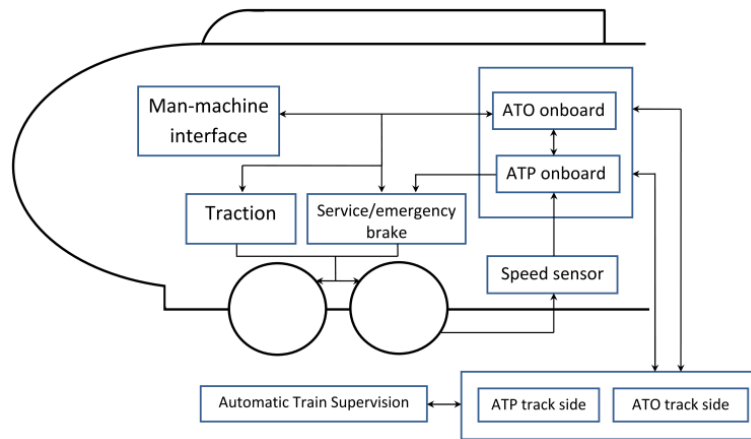 Man-machine
interface
ATO onboard
ATP onboard
Traction
Service/emergency
brake
Speed sensor
Automatic Train Supervision
ATP track side
ATO track side